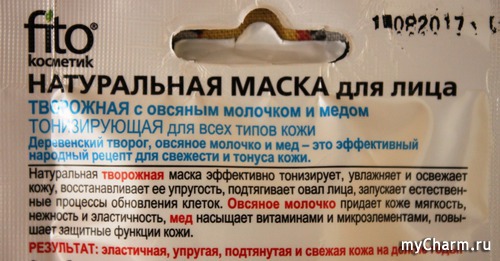 fito
косметик
11082017
НАТУРАЛЬНАЯ МАСКА для лица
ТВОРОЖНАЯ с овсяным молочком и медом
ТОНИЗИРУЮЩАЯ для всех типов кожи
Деревенский творог, овсяное молочко и мед – это эффективный
народный рецепт для свежести и тонуса кожи.
Натуральная творожная маска эффективно тонизирует, увлажняет и освежает
кожу, восстанавливает ее упругость, подтягивает овал лица, запускает естествен-
ные процессы обновления клеток. Овсяное молочко придает коже мягкость,
нежность и эластичность, мед насыщает витаминами и микроэлементами, повы-
шает защитные функции кожи.
РЕЗУЛЬТАТ: эластичная, упругая, подтянутая и свежая кожа на долгие годы
myCharm.ru